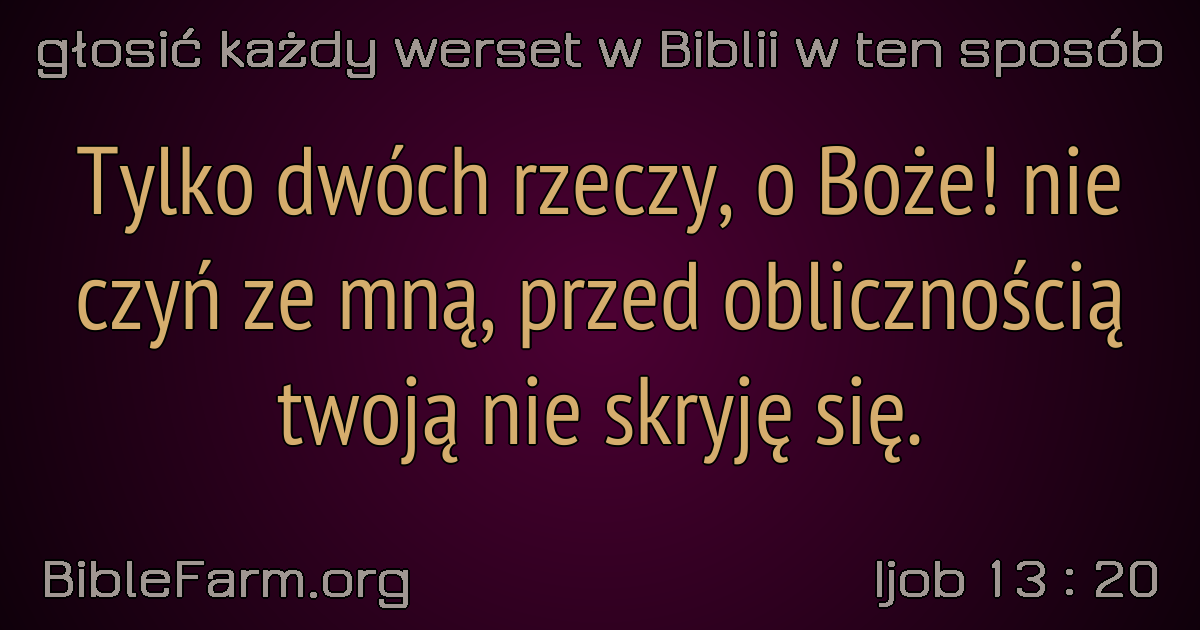 głosić każdy werset w Biblii w ten sposób
Tylko dwóch rzeczy, o Boże! nie
czyń ze mną, przed oblicznością
twoją nie skryję się.
BibleFarm.org
Ijob 13 : 20